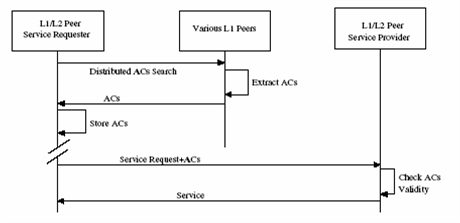 L1/L2 Peer
Service Requester
Various L1 Peers
L1/L2 Peer
Service Provider
Distributed ACs Search
Extract ACs
ACs
Store ACs
Service Request+ACs
Check ACs
Validity
Service